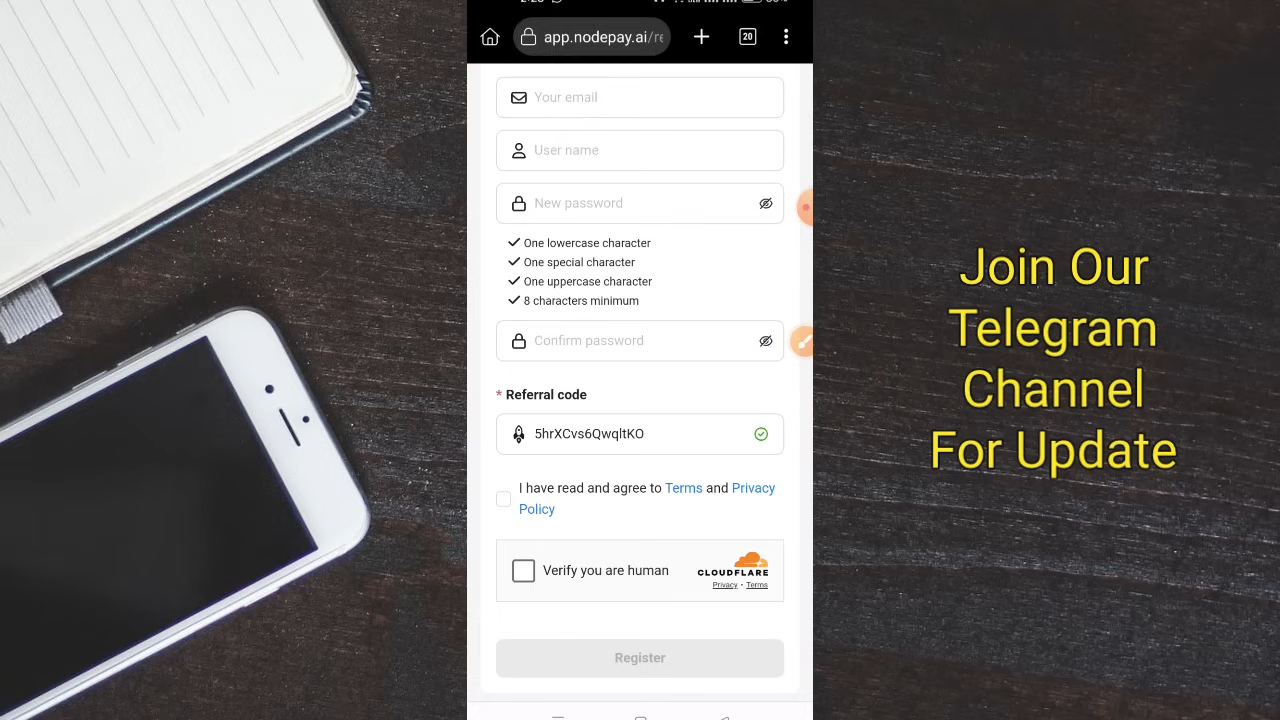 app.nodepay.ai/re
20
Your email
User name
New password
One lowercase character
One special character
One uppercase character
8 characters minimum
Confirm password
* Referral code
5hrXCvs6QwqltKO
I have read and agree to Terms and Privacy
Policy
Verify you are human
CLOUDFLARE
Privacy • Terms
Register
Join Our
Telegram
Channel
For Update